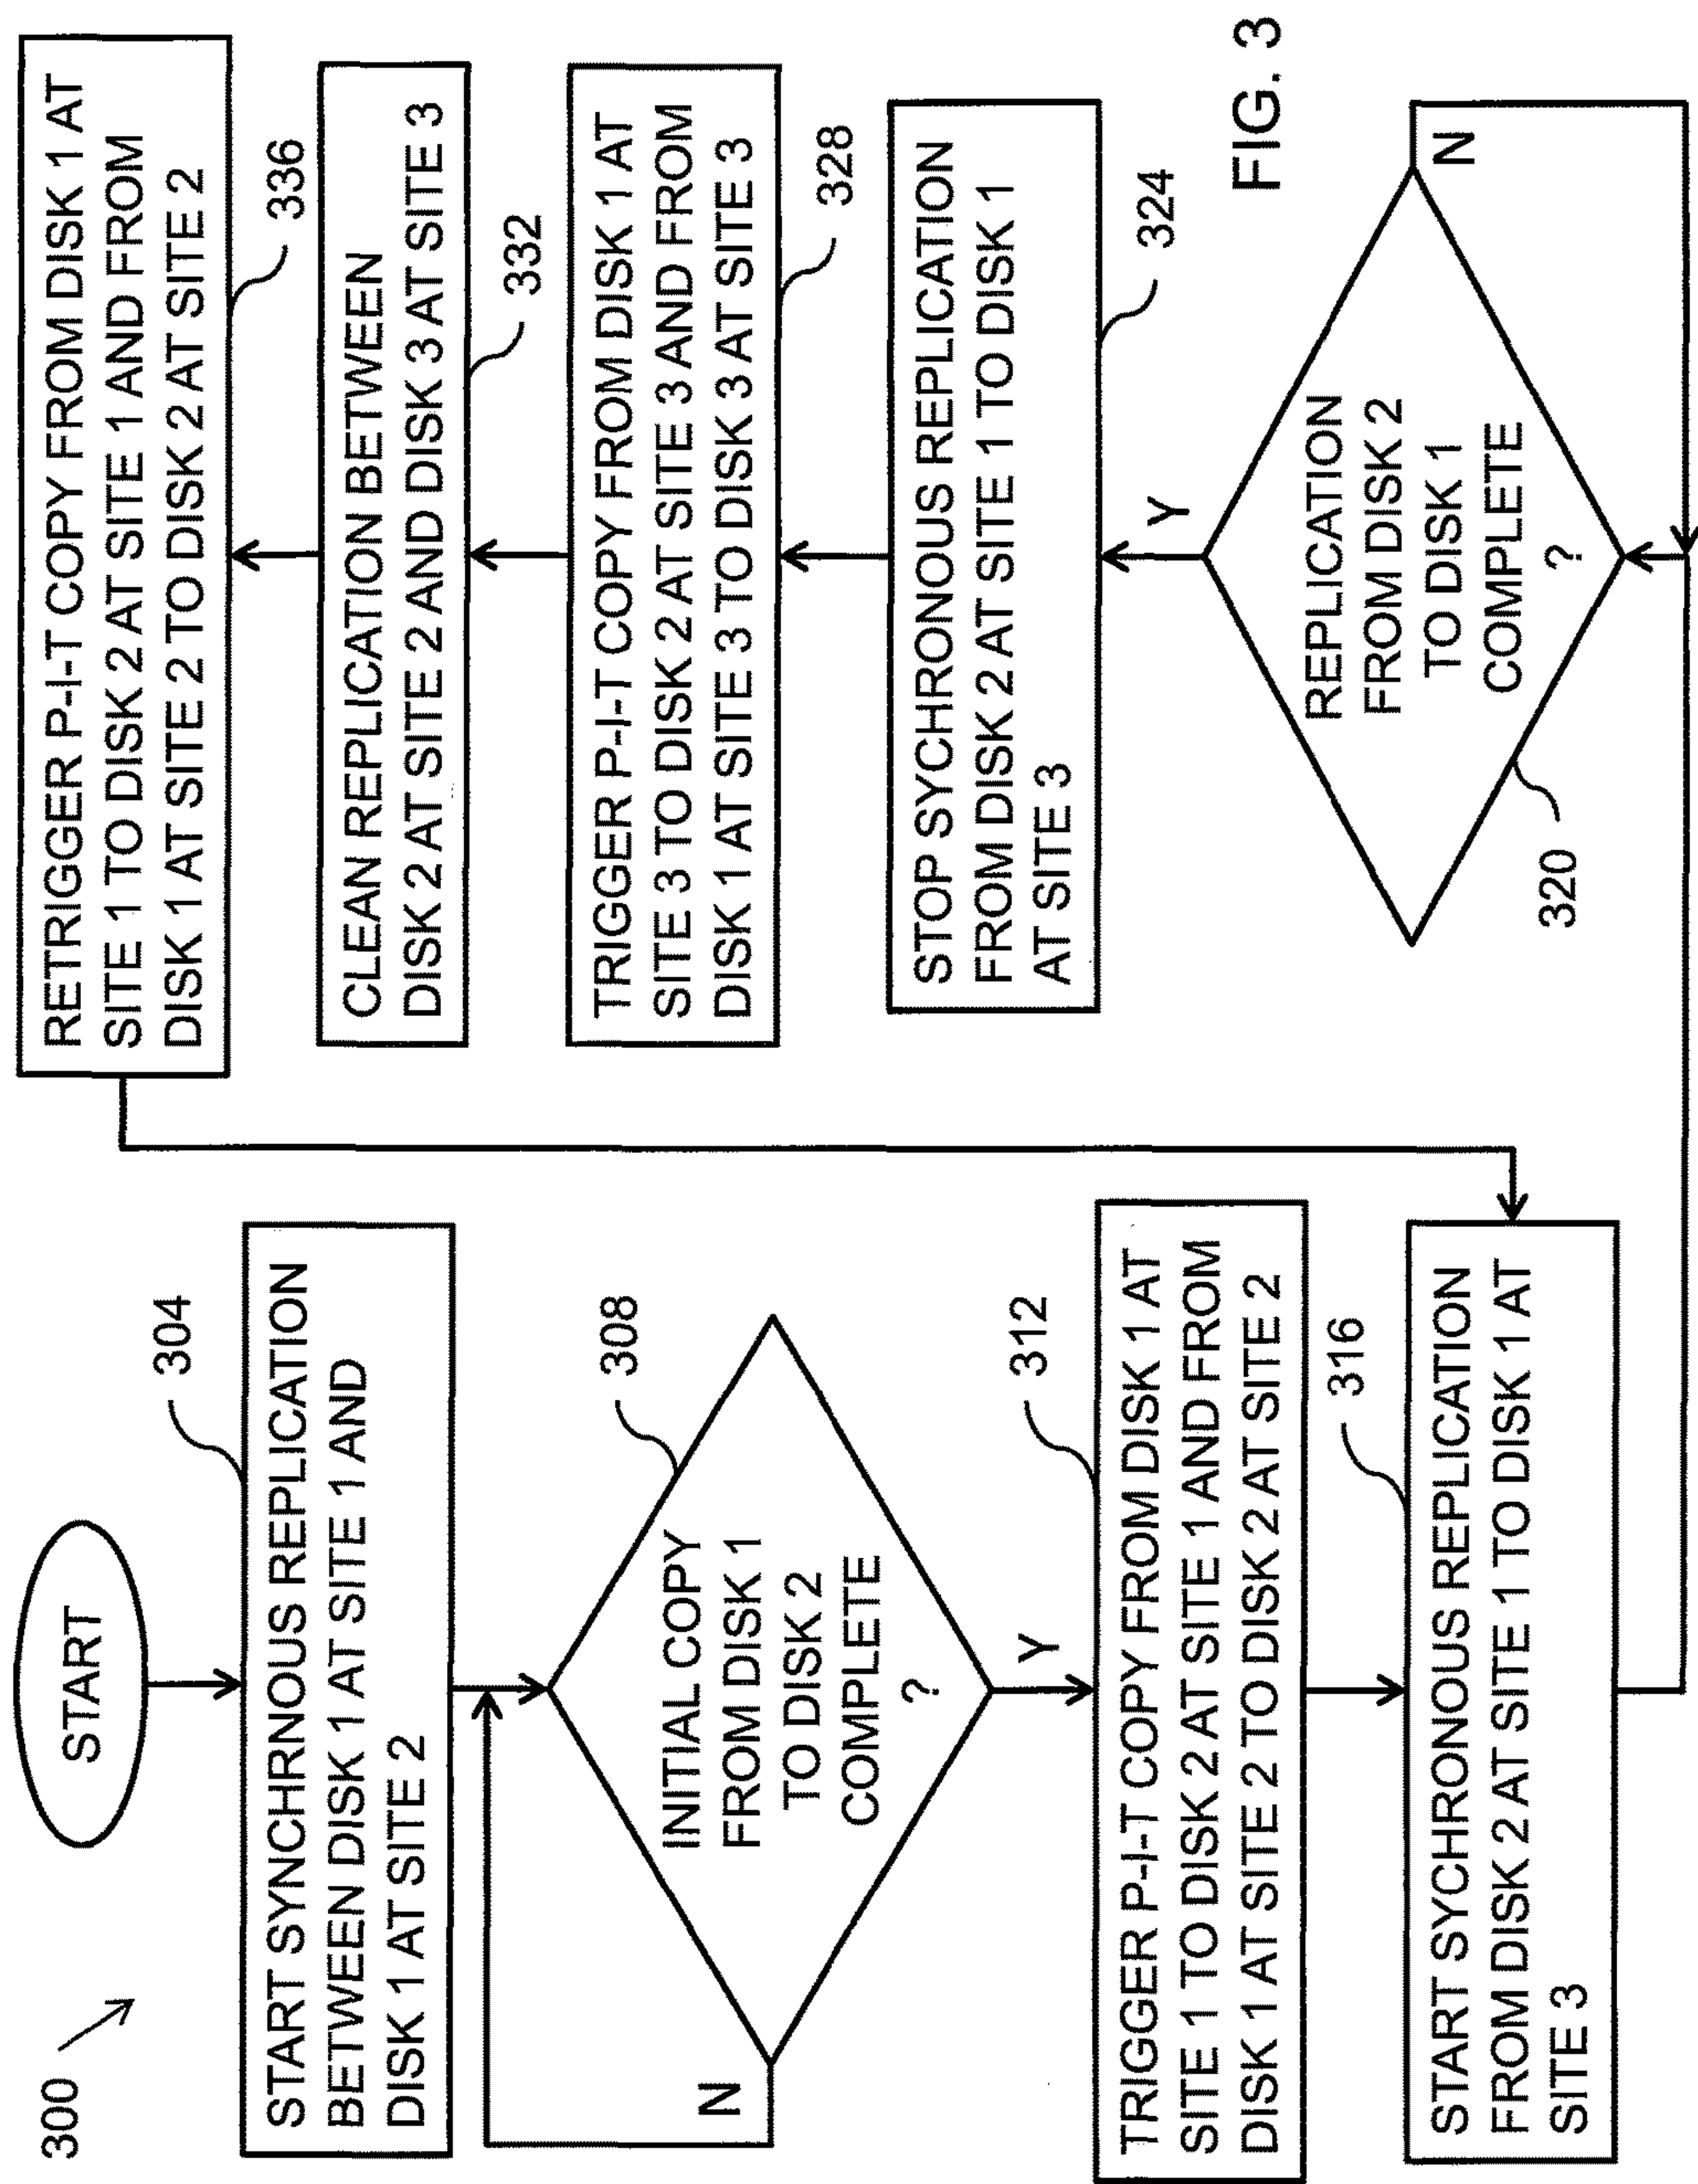 300
START
304
START SYNCHRNOUS REPLICATION
BETWEEN DISK 1 AT SITE 1 AND
DISK 1 AT SITE 2
308
INITIAL COPY
FROM DISK 1
TO DISK 2
COMPLETE
?
N
Y
312
TRIGGER P-I-T COPY FROM DISK 1 AT
SITE 1 TO DISK 2 AT SITE 1 AND FROM
DISK 1 AT SITE 2 TO DISK 2 AT SITE 2
316
START SYCHRONOUS REPLICATION
FROM DISK 2 AT SITE 1 TO DISK 1 AT
SITE 3
320
REPLICATION
FROM DISK 2
TO DISK 1
COMPLETE
?
N
Y
324
STOP SYCHRONOUS REPLICATION
FROM DISK 2 AT SITE 1 TO DISK 1
AT SITE 3
328
TRIGGER P-I-T COPY FROM DISK 1 AT
SITE 3 TO DISK 2 AT SITE 3 AND FROM
DISK 1 AT SITE 3 TO DISK 3 AT SITE 3
332
CLEAN REPLICATION BETWEEN
DISK 2 AT SITE 2 AND DISK 3 AT SITE 3
336
RETRIGGER P-I-T COPY FROM DISK 1 AT
SITE 1 TO DISK 2 AT SITE 1 AND FROM
DISK 1 AT SITE 2 TO DISK 2 AT SITE 2
FIG. 3